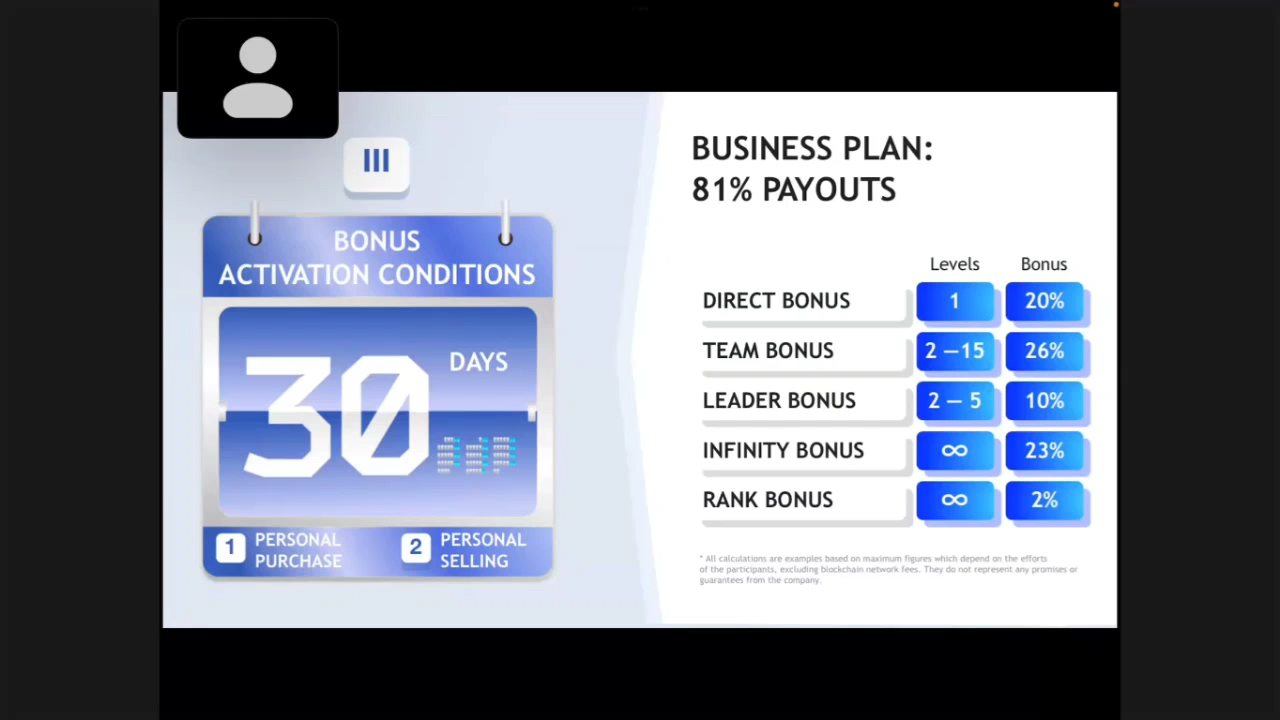 III
BONUS
ACTIVATION CONDITIONS
30 DAYS
1 PERSONAL
PURCHASE
2 PERSONAL
SELLING
BUSINESS PLAN:
81% PAYOUTS
Levels Bonus
DIRECT BONUS 1 20%
TEAM BONUS 2 —15 26%
LEADER BONUS 2 — 5 10%
INFINITY BONUS ∞ 23%
RANK BONUS ∞ 2%
* All calculations are examples based on maximum figures which depend on the efforts
of the participants, excluding blockchain network fees. They do not represent any promises or
guarantees from the company.